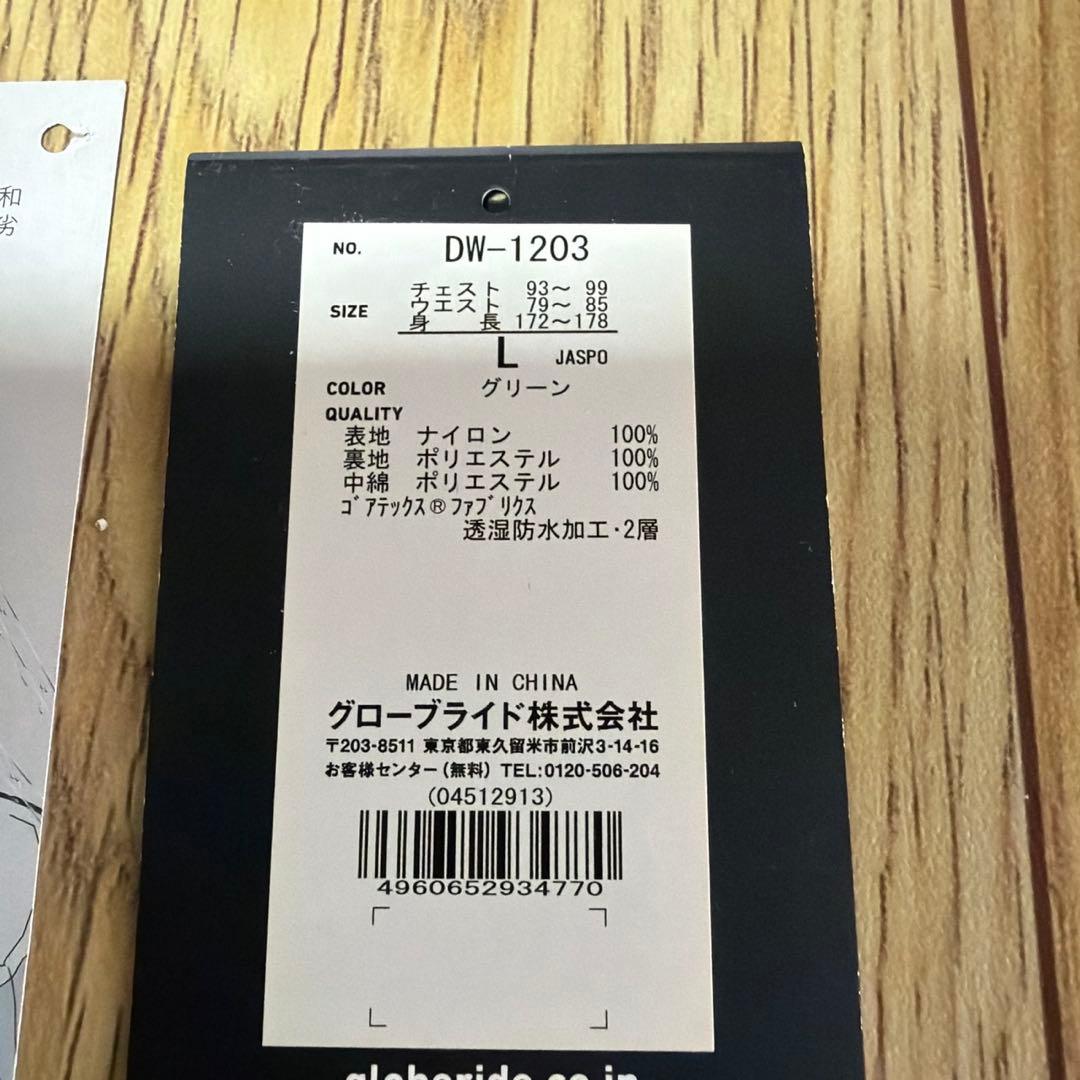 和
劣
NO. DW-1203
SIZE チェスト 93～ 99
ウエスト 79～ 85
身 長 172～178
L JASPO
COLOR グリーン
QUALITY
表地 ナイロン 100%
裏地 ポリエステル 100%
中綿 ポリエステル 100%
ｺﾞｱﾃｯｸｽ®ﾌｧﾌﾞﾘｸｽ
透湿防水加工･2層
MADE IN CHINA
グローブライド株式会社
〒203-8511 東京都東久留米市前沢3-14-16
お客様センター(無料) TEL:0120-506-204
(04512913)
4960652934770
globeride.co.jp